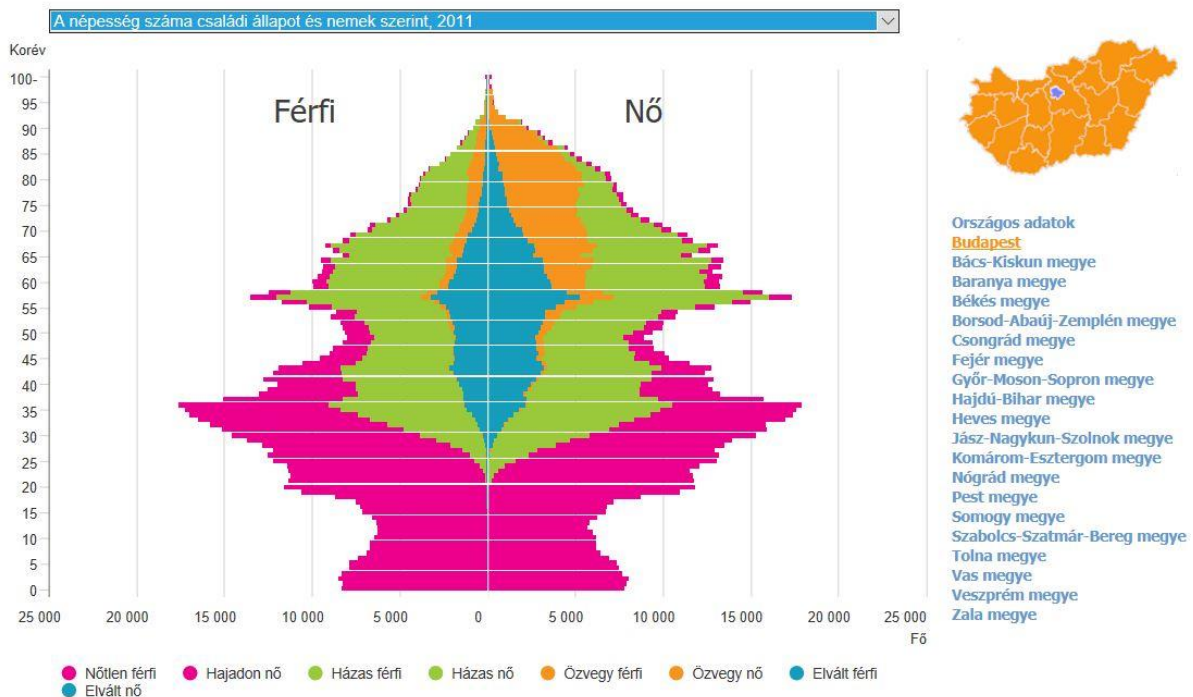 A népesség száma családi állapot és nemek szerint, 2011
Korév
100-
95
90
85
80
75
70
65
60
55
50
45
40
35
30
25
20
15
10
5
0
Férfi
Nő
25 000 20 000 15 000 10 000 5 000 0 5 000 10 000 15 000 20 000 25 000
Fő
Nőtlen férfi Hajadon nő Házas férfi Házas nő Özvegy férfi Özvegy nő Elvált férfi
Elvált nő
Országos adatok
Budapest
Bács-Kiskun megye
Baranya megye
Békés megye
Borsod-Abaúj-Zemplén megye
Csongrád megye
Fejér megye
Győr-Moson-Sopron megye
Hajdú-Bihar megye
Heves megye
Jász-Nagykun-Szolnok megye
Komárom-Esztergom megye
Nógrád megye
Pest megye
Somogy megye
Szabolcs-Szatmár-Bereg megye
Tolna megye
Vas megye
Veszprém megye
Zala megye